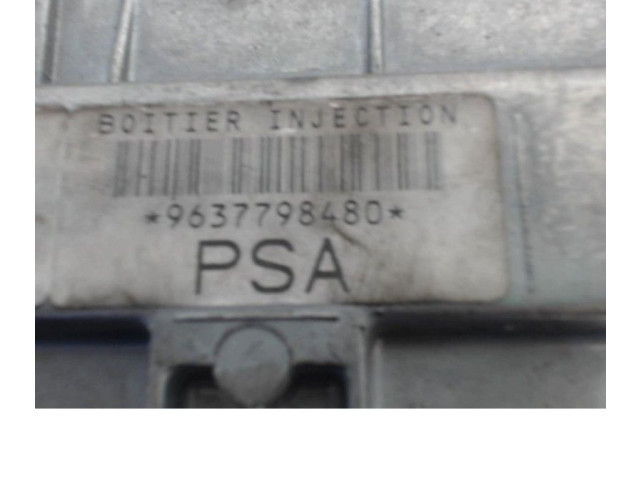 BOITIER INJECTION
*9637798480*
PSA